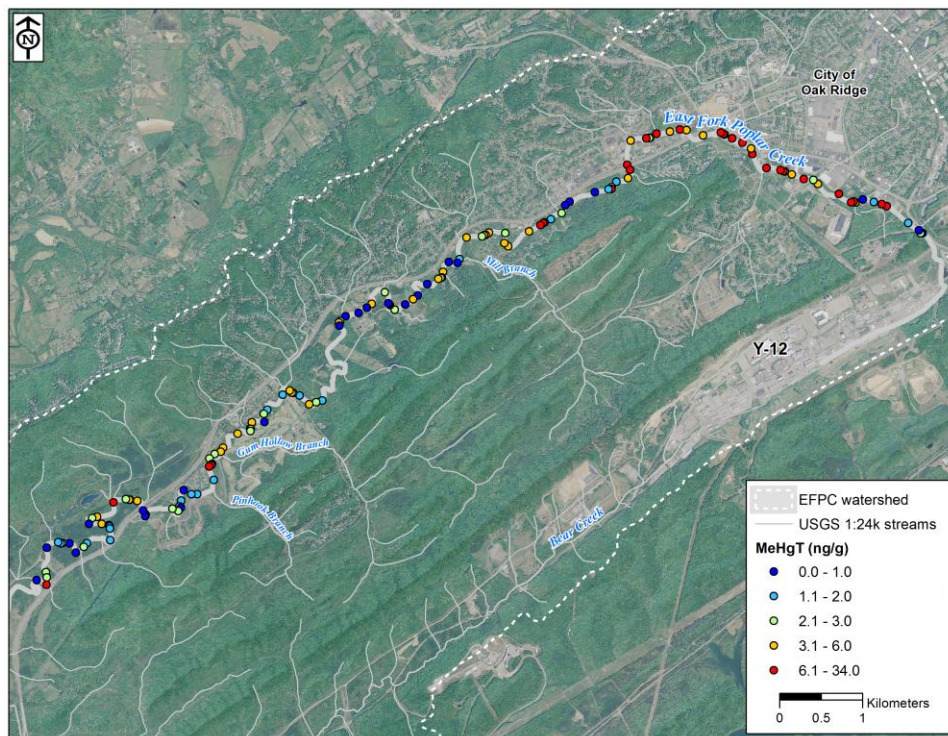 N
City of
Oak Ridge
East Fork Poplar Creek
Mill Branch
Y-12
Gum Hollow Branch
Pinhook Branch
Bear Creek
EFPC watershed
USGS 1:24k streams
MeHgT (ng/g)
0.0 - 1.0
1.1 - 2.0
2.1 - 3.0
3.1 - 6.0
6.1 - 34.0
Kilometers
0 0.5 1